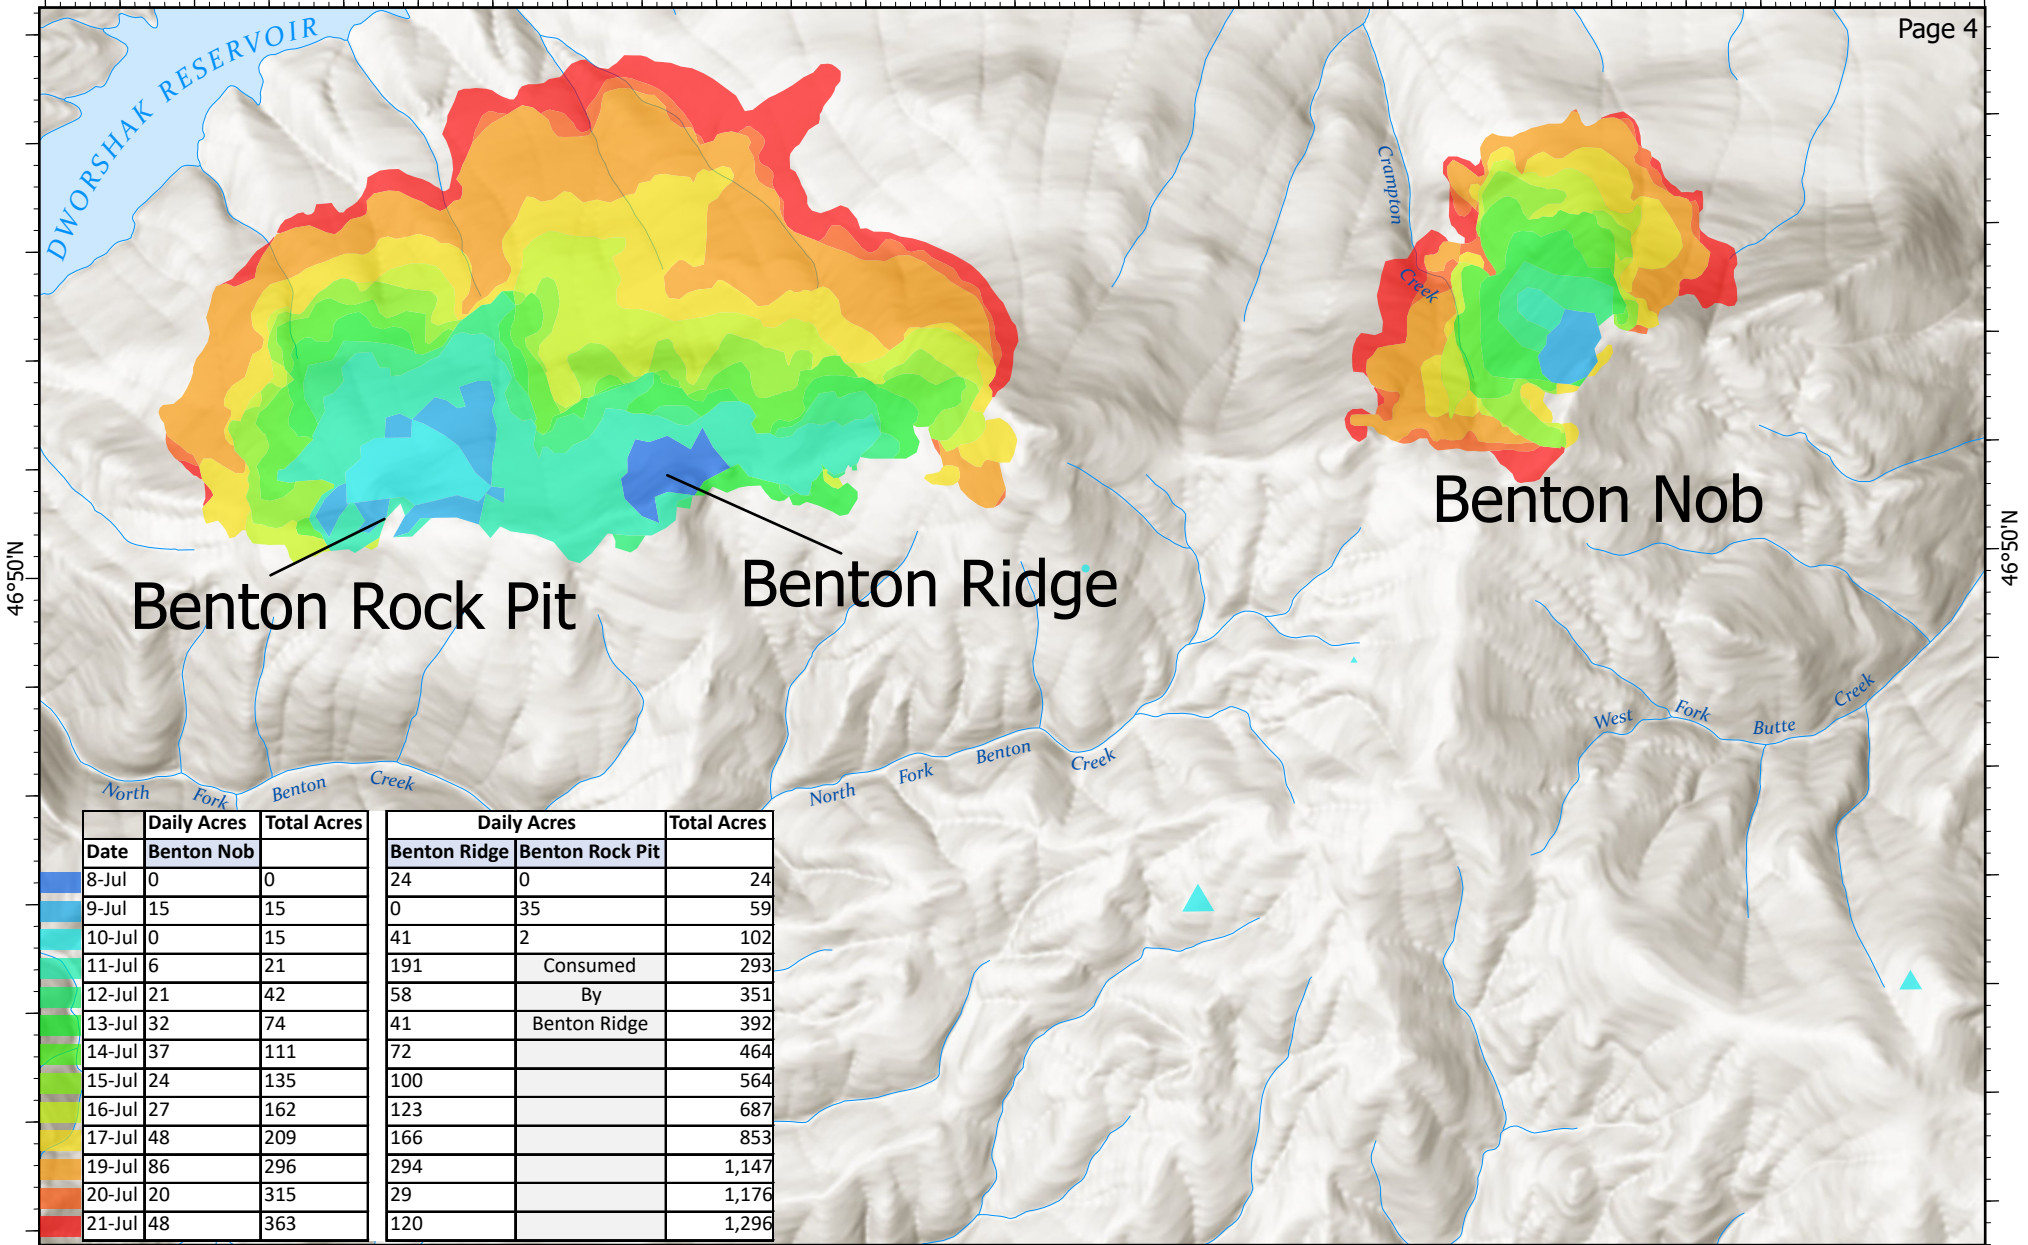 Page 4
DWORSHAK RESERVOIR
Crampton
Creek
Benton Nob
46°50'N
46°50'N
Benton Rock Pit
Benton Ridge
West Fork Butte Creek
North Fork Benton Creek
North Fork Benton Creek
Daily Acres Total Acres Daily Acres Total Acres
Date Benton Nob Benton Ridge Benton Rock Pit
8-Jul 0 0 24 0 24
9-Jul 15 15 0 35 59
10-Jul 0 15 41 2 102
11-Jul 6 21 191 Consumed 293
12-Jul 21 42 58 By 351
13-Jul 32 74 41 Benton Ridge 392
14-Jul 37 111 72 464
15-Jul 24 135 100 564
16-Jul 27 162 123 687
17-Jul 48 209 166 853
19-Jul 86 296 294 1,147
20-Jul 20 315 29 1,176
21-Jul 48 363 120 1,296